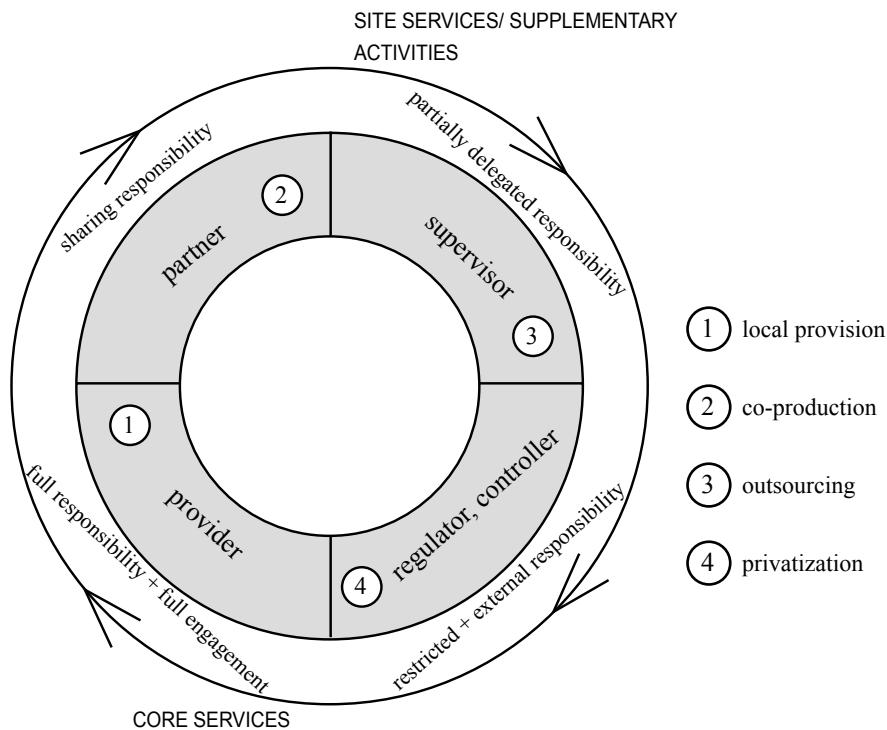 SITE SERVICES/ SUPPLEMENTARY
ACTIVITIES
sharing responsibility
partially delegated responsibility
partner
2
supervisor
3
1
provider
regulator, controller
4
full responsibility + full engagement
restricted + external responsibility
CORE SERVICES
1 local provision
2 co-production
3 outsourcing
4 privatization